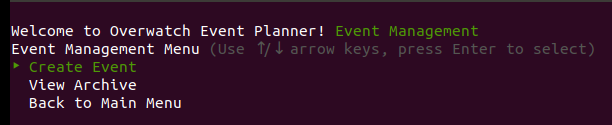 Welcome to Overwatch Event Planner! Event Management
Event Management Menu (Use ↑/↓ arrow keys, press Enter to select)
‣ Create Event
View Archive
Back to Main Menu